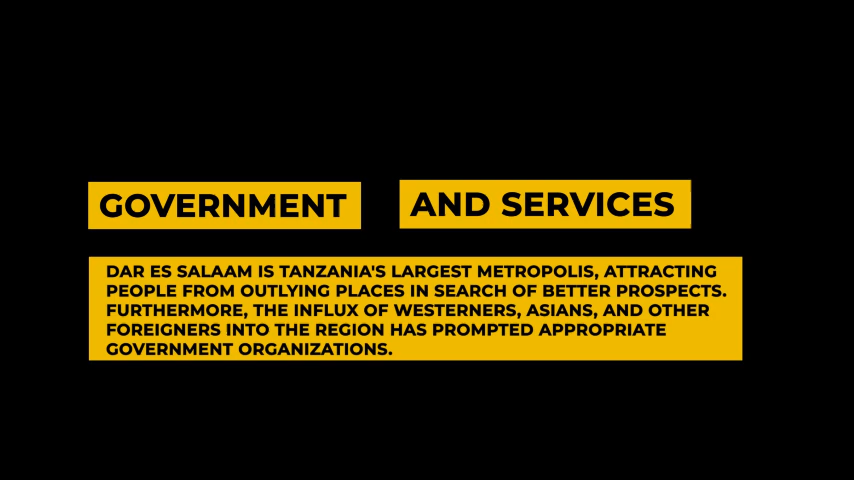 GOVERNMENT AND SERVICES
DAR ES SALAAM IS TANZANIA'S LARGEST METROPOLIS, ATTRACTING
PEOPLE FROM OUTLYING PLACES IN SEARCH OF BETTER PROSPECTS.
FURTHERMORE, THE INFLUX OF WESTERNERS, ASIANS, AND OTHER
FOREIGNERS INTO THE REGION HAS PROMPTED APPROPRIATE
GOVERNMENT ORGANIZATIONS.